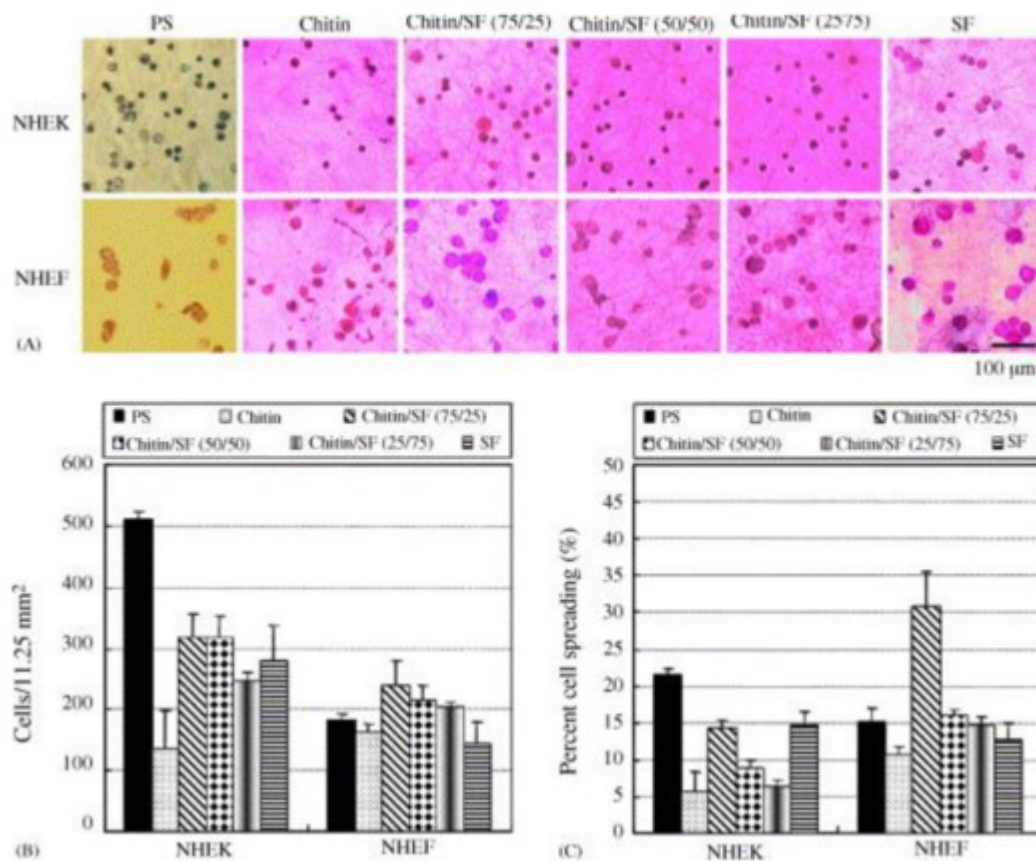 PS Chitin Chitin/SF (75/25) Chitin/SF (50/50) Chitin/SF (2575) SF
NHEK
NHEF
(A)
100 μm
PS Chitin Chitin/SF (75/25)
Chitin/SF (50/50) Chitin/SF (25/75) SF
600
500
400
300
200
100
0
Cells/11.25 mm²
NHEK NHEF
(B)
PS Chitin Chitin/SF (75/25)
Chitin/SF (50/50) Chitin/SF (25/75) SF
50
45
40
35
30
25
20
15
10
5
0
Percent cell spreading (%)
NHEK NHEF
(C)